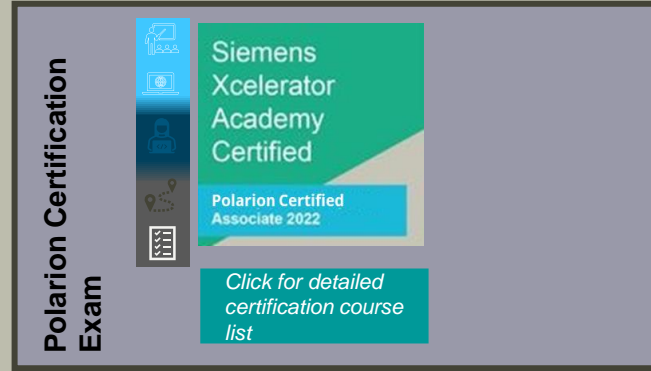 Polarion Certification
Exam
Siemens
Xcelerator
Academy
Certified
Polarion Certified
Associate 2022
Click for detailed
certification course
list